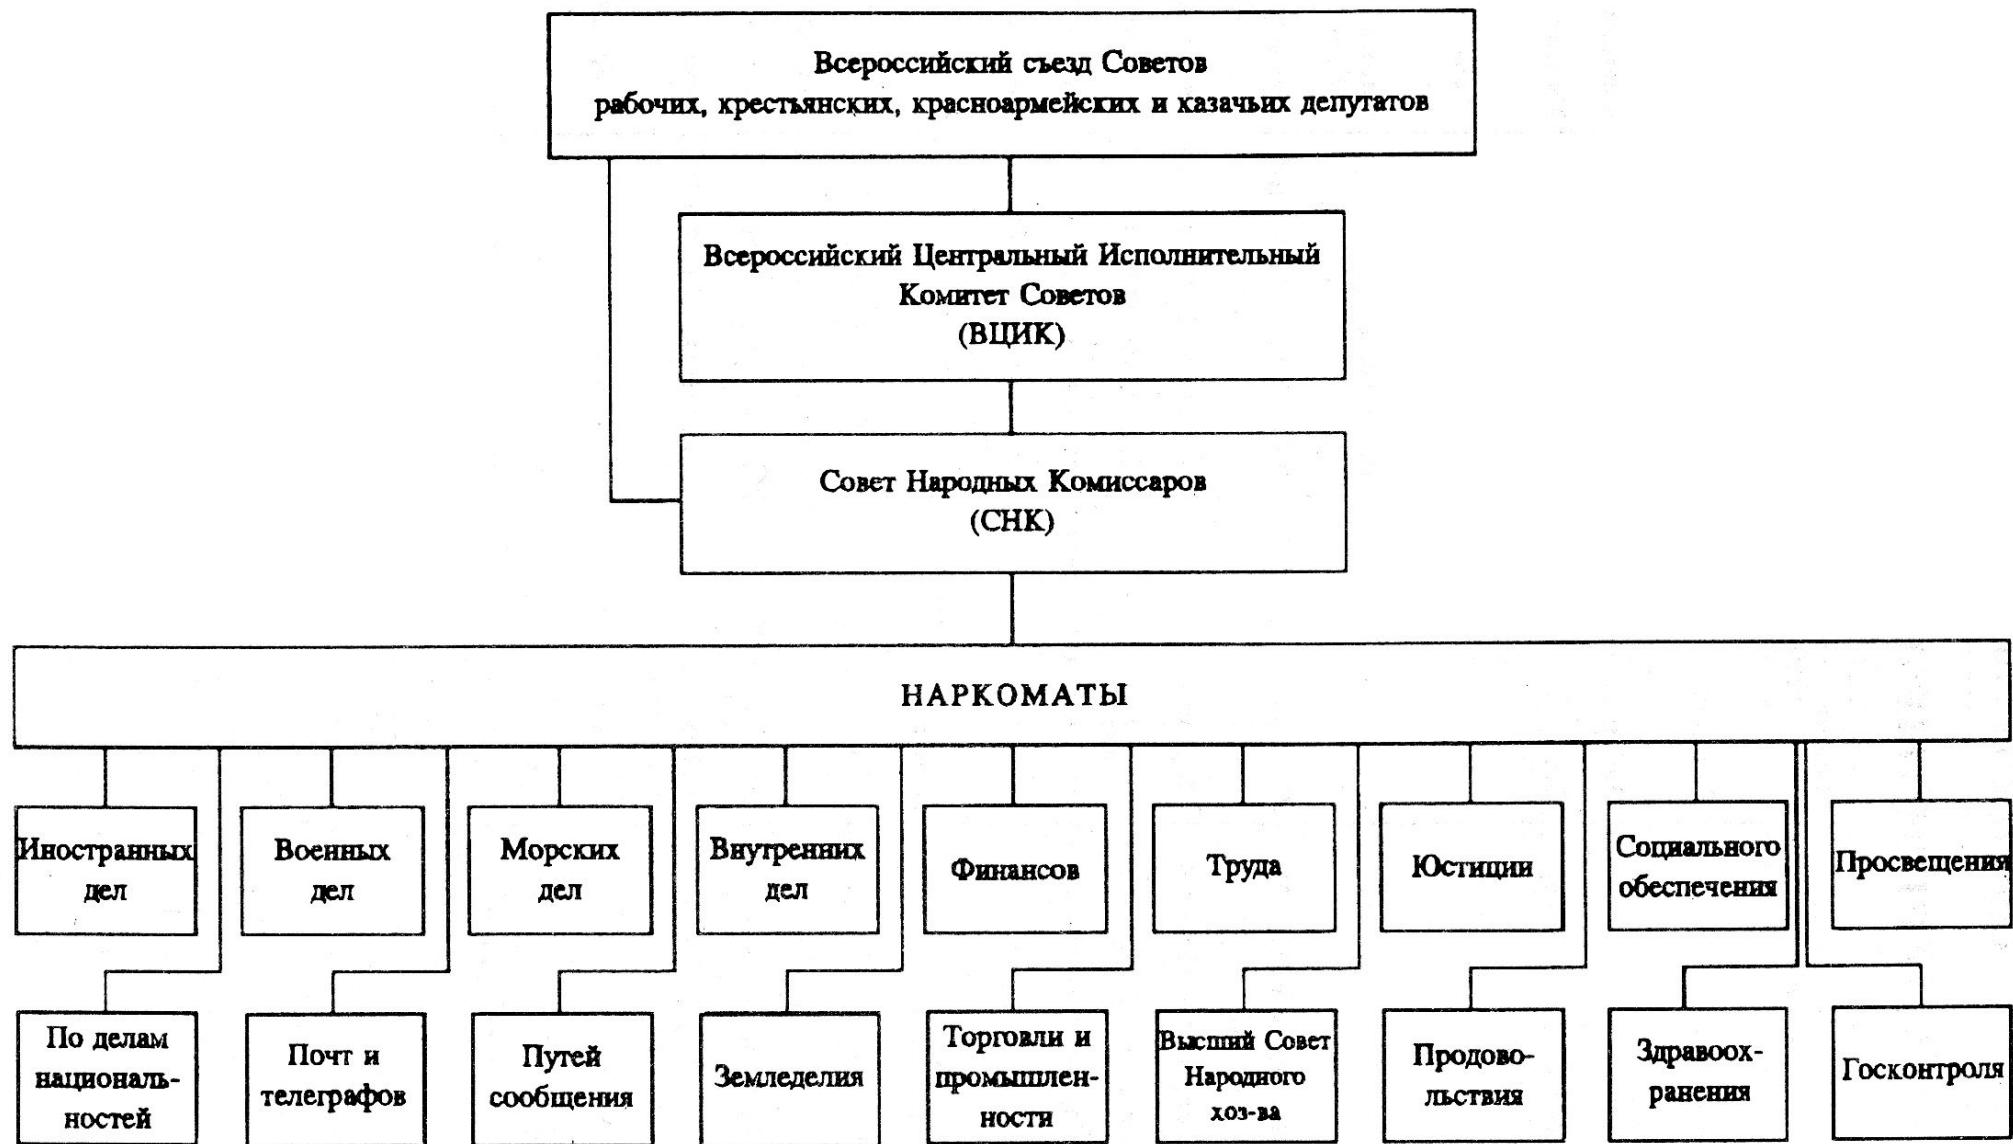 Всероссийский съезд Советов
рабочих, крестьянских, красноармейских и казачьих депутатов
Всероссийский Центральный Исполнительный
Комитет Советов
(ВЦИК)
Совет Народных Комиссаров
(СНК)
НАРКОМАТЫ
Иностранных
дел
Военных
дел
Морских
дел
Внутренних
дел
Финансов
Труда
Юстиции
Социального
обеспечения
Просвещения
По делам
националь-
ностей
Почт и
телеграфов
Путей
сообщения
Земледелия
Торговли и
промышлен-
ности
Высший Совет
Народного
хоз-ва
Продово-
льствия
Здравоох-
ранения
Госконтроля